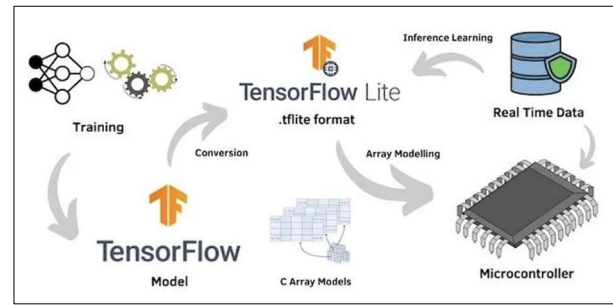 Inference Learning
TensorFlow Lite
.tflite format
Real Time Data
Training
Conversion
Array Modelling
TensorFlow
Model
C Array Models
Microcontroller